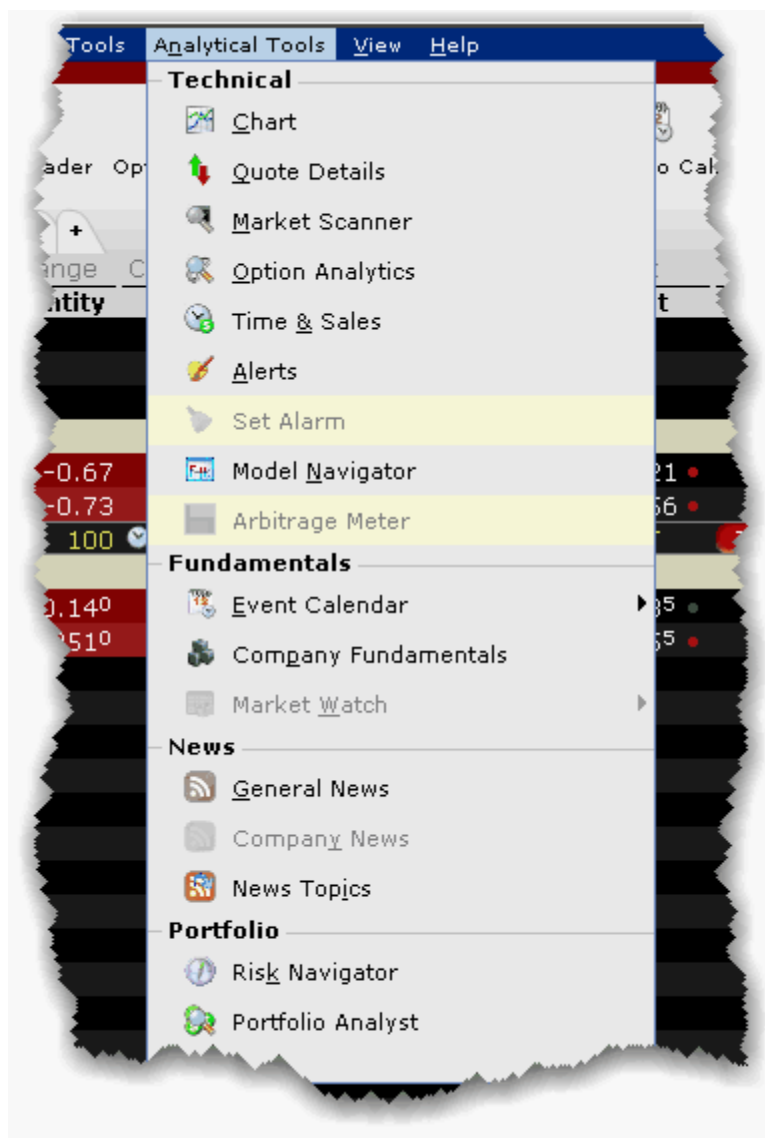 Tools Analytical Tools View Help
Technical
Chart
Quote Details
Market Scanner
Option Analytics
Time & Sales
Alerts
Set Alarm
-0.67 Model Navigator 21
-0.73 56
Arbitrage Meter
100
Fundamentals
Event Calendar
Company Fundamentals
Market Watch
News
General News
Company News
News Topics
Portfolio
Risk Navigator
Portfolio Analyst